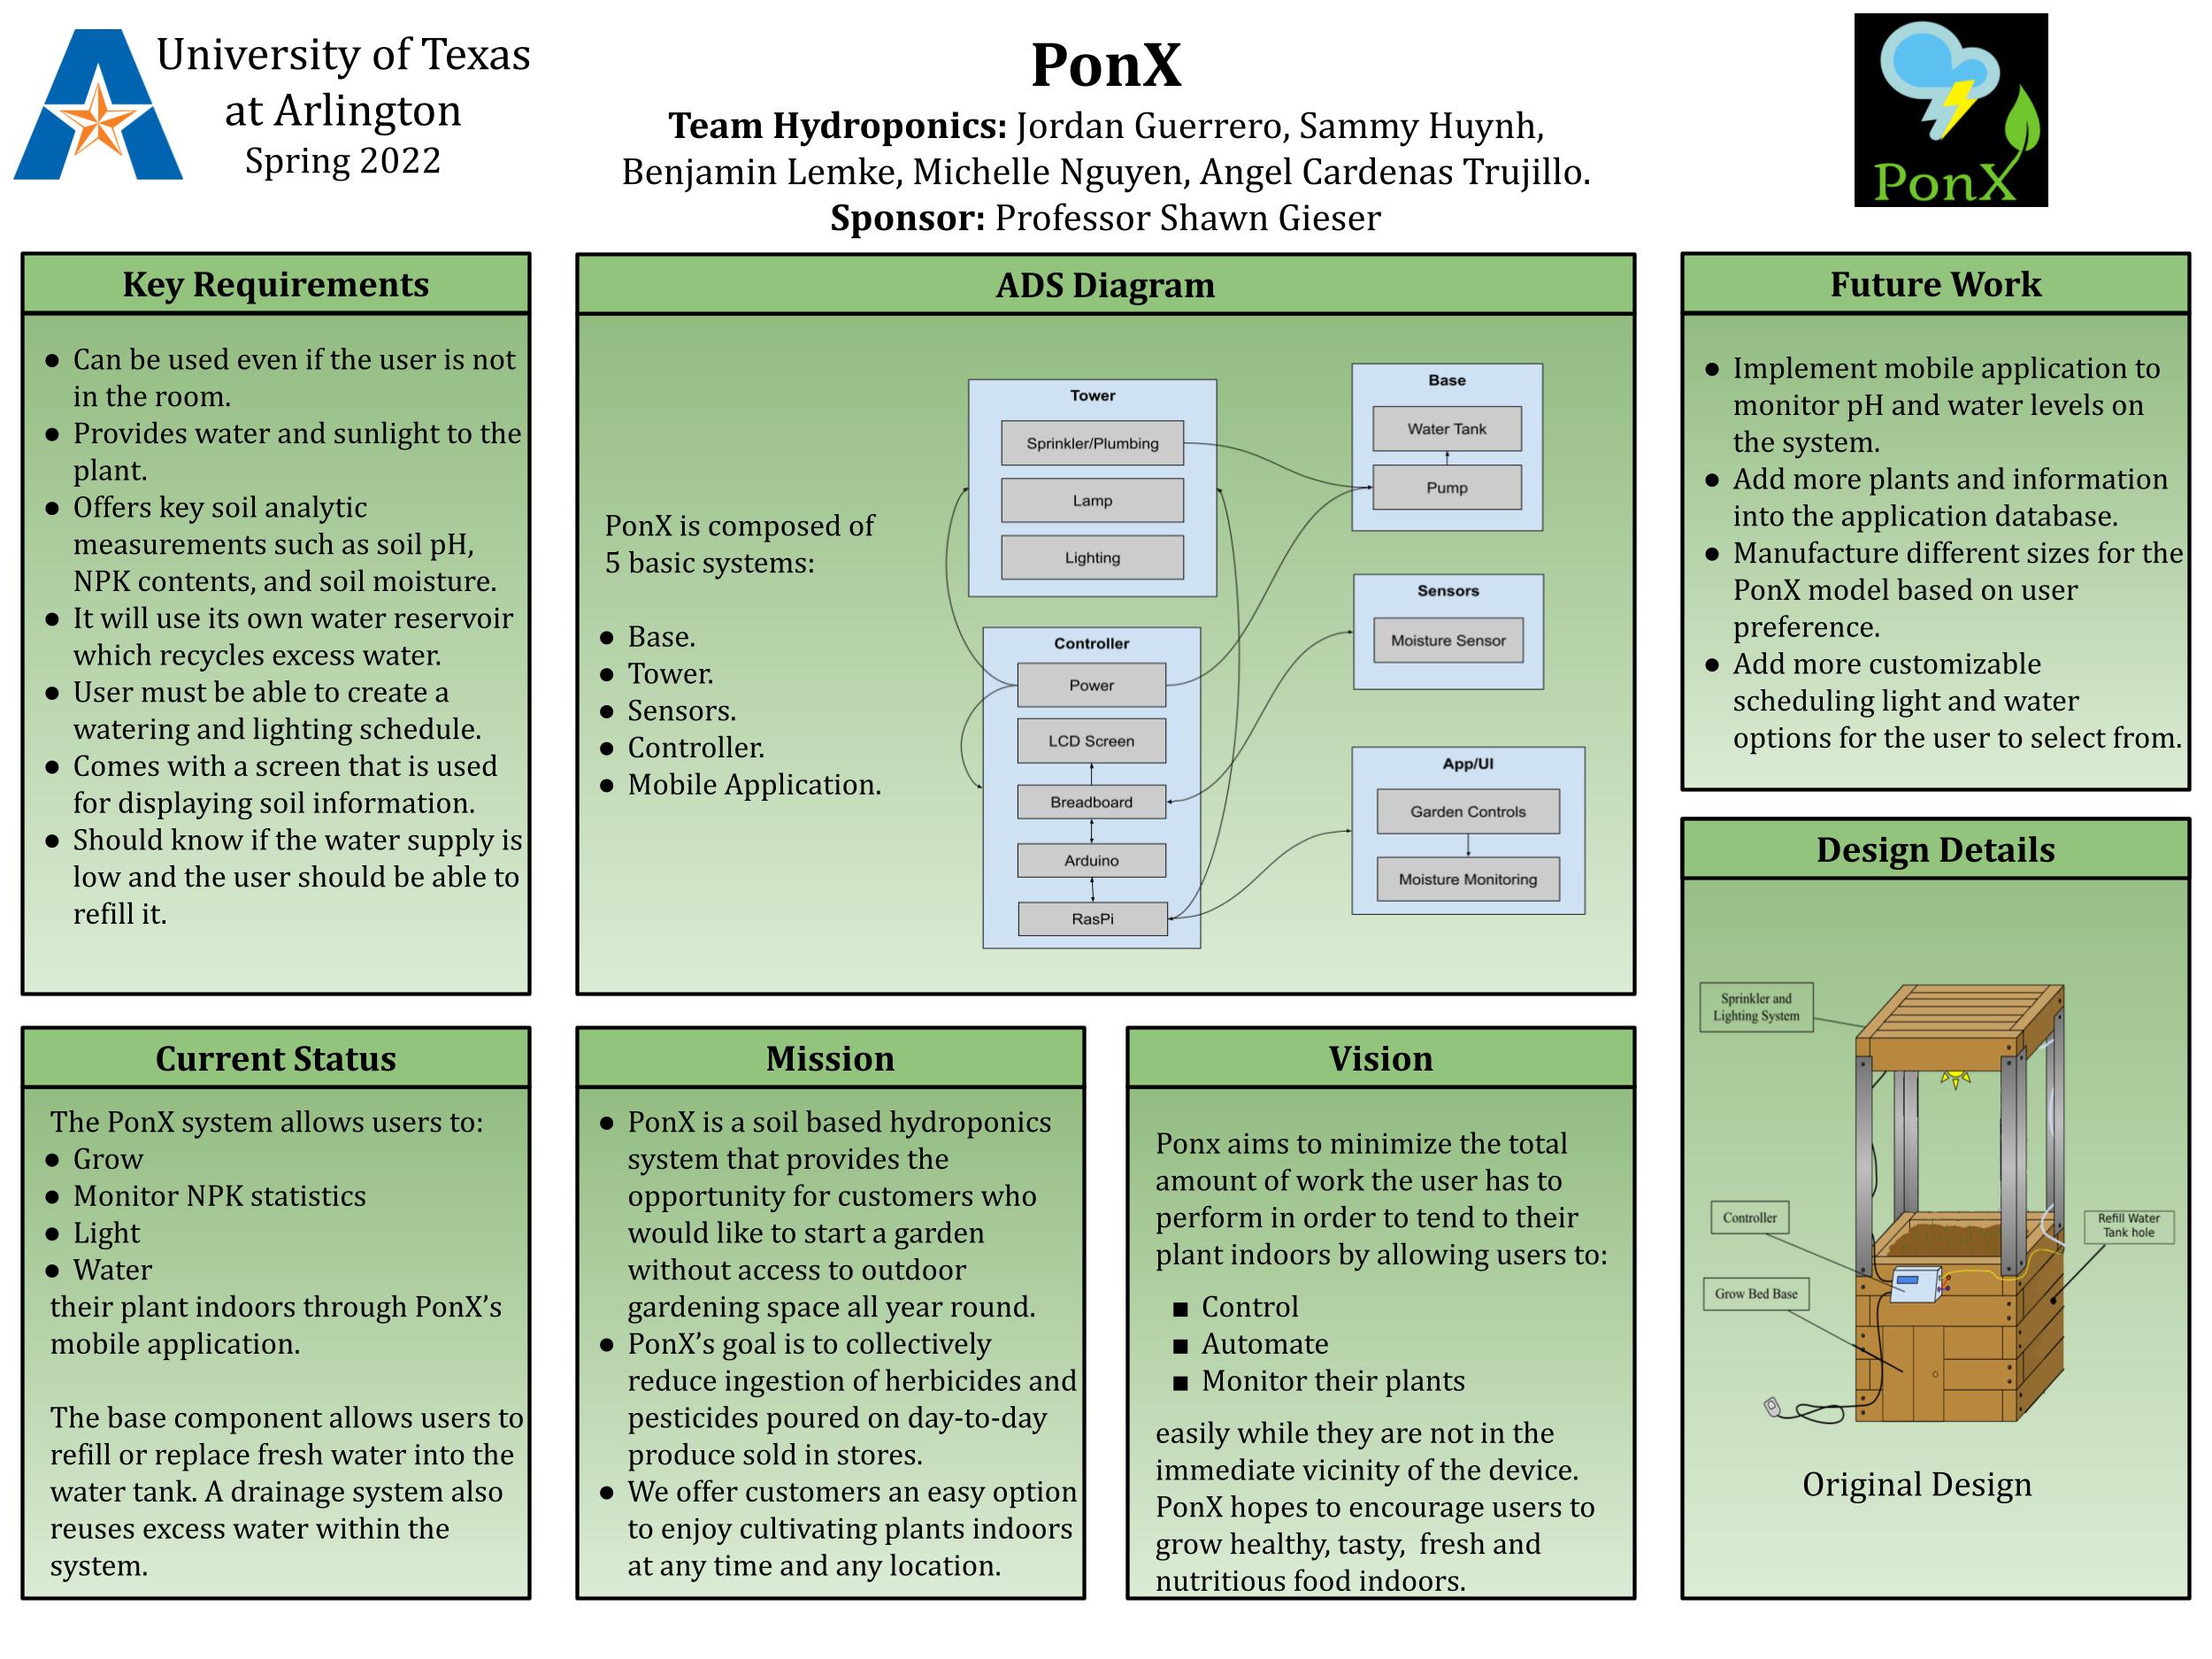 University of Texas
at Arlington
Spring 2022
PonX
Team Hydroponics: Jordan Guerrero, Sammy Huynh,
Benjamin Lemke, Michelle Nguyen, Angel Cardenas Trujillo.
Sponsor: Professor Shawn Gieser
PonX
Key Requirements
● Can be used even if the user is not
in the room.
● Provides water and sunlight to the
plant.
● Offers key soil analytic
measurements such as soil pH,
NPK contents, and soil moisture.
● It will use its own water reservoir
which recycles excess water.
● User must be able to create a
watering and lighting schedule.
● Comes with a screen that is used
for displaying soil information.
● Should know if the water supply is
low and the user should be able to
refill it.
ADS Diagram
PonX is composed of
5 basic systems:
● Base.
● Tower.
● Sensors.
● Controller.
● Mobile Application.
Tower
Sprinkler/Plumbing
Lamp
Lighting
Controller
Power
LCD Screen
Breadboard
Arduino
RasPi
Base
Water Tank
Pump
Sensors
Moisture Sensor
App/UI
Garden Controls
Moisture Monitoring
Future Work
● Implement mobile application to
monitor pH and water levels on
the system.
● Add more plants and information
into the application database.
● Manufacture different sizes for the
PonX model based on user
preference.
● Add more customizable
scheduling light and water
options for the user to select from.
Design Details
Sprinkler and
Lighting System
Controller
Grow Bed Base
Refill Water
Tank hole
Original Design
Current Status
The PonX system allows users to:
● Grow
● Monitor NPK statistics
● Light
● Water
their plant indoors through PonX’s
mobile application.
The base component allows users to
refill or replace fresh water into the
water tank. A drainage system also
reuses excess water within the
system.
Mission
● PonX is a soil based hydroponics
system that provides the
opportunity for customers who
would like to start a garden
without access to outdoor
gardening space all year round.
● PonX’s goal is to collectively
reduce ingestion of herbicides and
pesticides poured on day-to-day
produce sold in stores.
● We offer customers an easy option
to enjoy cultivating plants indoors
at any time and any location.
Vision
Ponx aims to minimize the total
amount of work the user has to
perform in order to tend to their
plant indoors by allowing users to:
■ Control
■ Automate
■ Monitor their plants
easily while they are not in the
immediate vicinity of the device.
PonX hopes to encourage users to
grow healthy, tasty,  fresh and
nutritious food indoors.